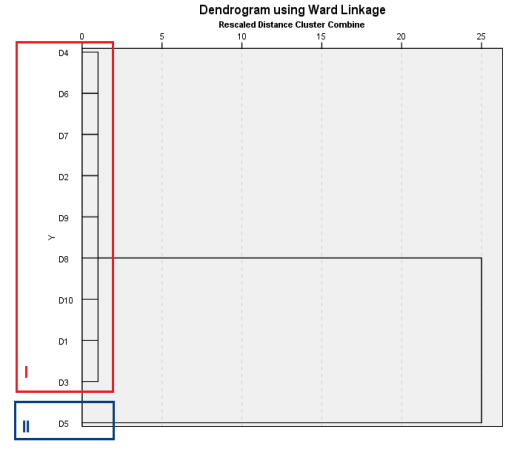 Dendrogram using Ward Linkage
Rescaled Distance Cluster Combine
0 5 10 15 20 25
D4
D6
D7
D2
D9
Y
D8
D10
D1
I
D3
II
D5